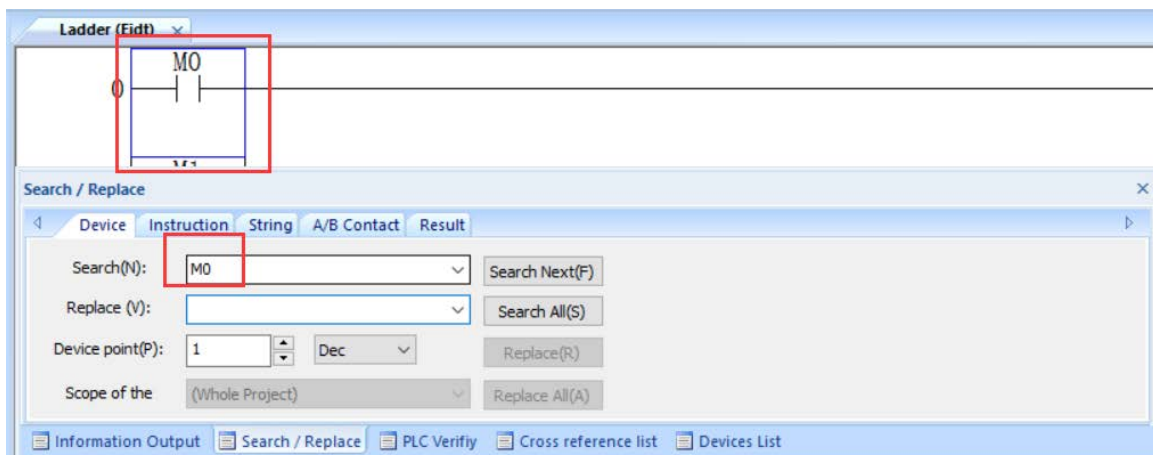 Ladder (Eidt)
M0
0
M1
Search / Replace
Device Instruction String A/B Contact Result
Search(N): M0 Search Next(F)
Replace (V): Search All(S)
Device point(P): 1 Dec Replace(R)
Scope of the (Whole Project) Replace All(A)
Information Output Search / Replace PLC Verifiy Cross reference list Devices List